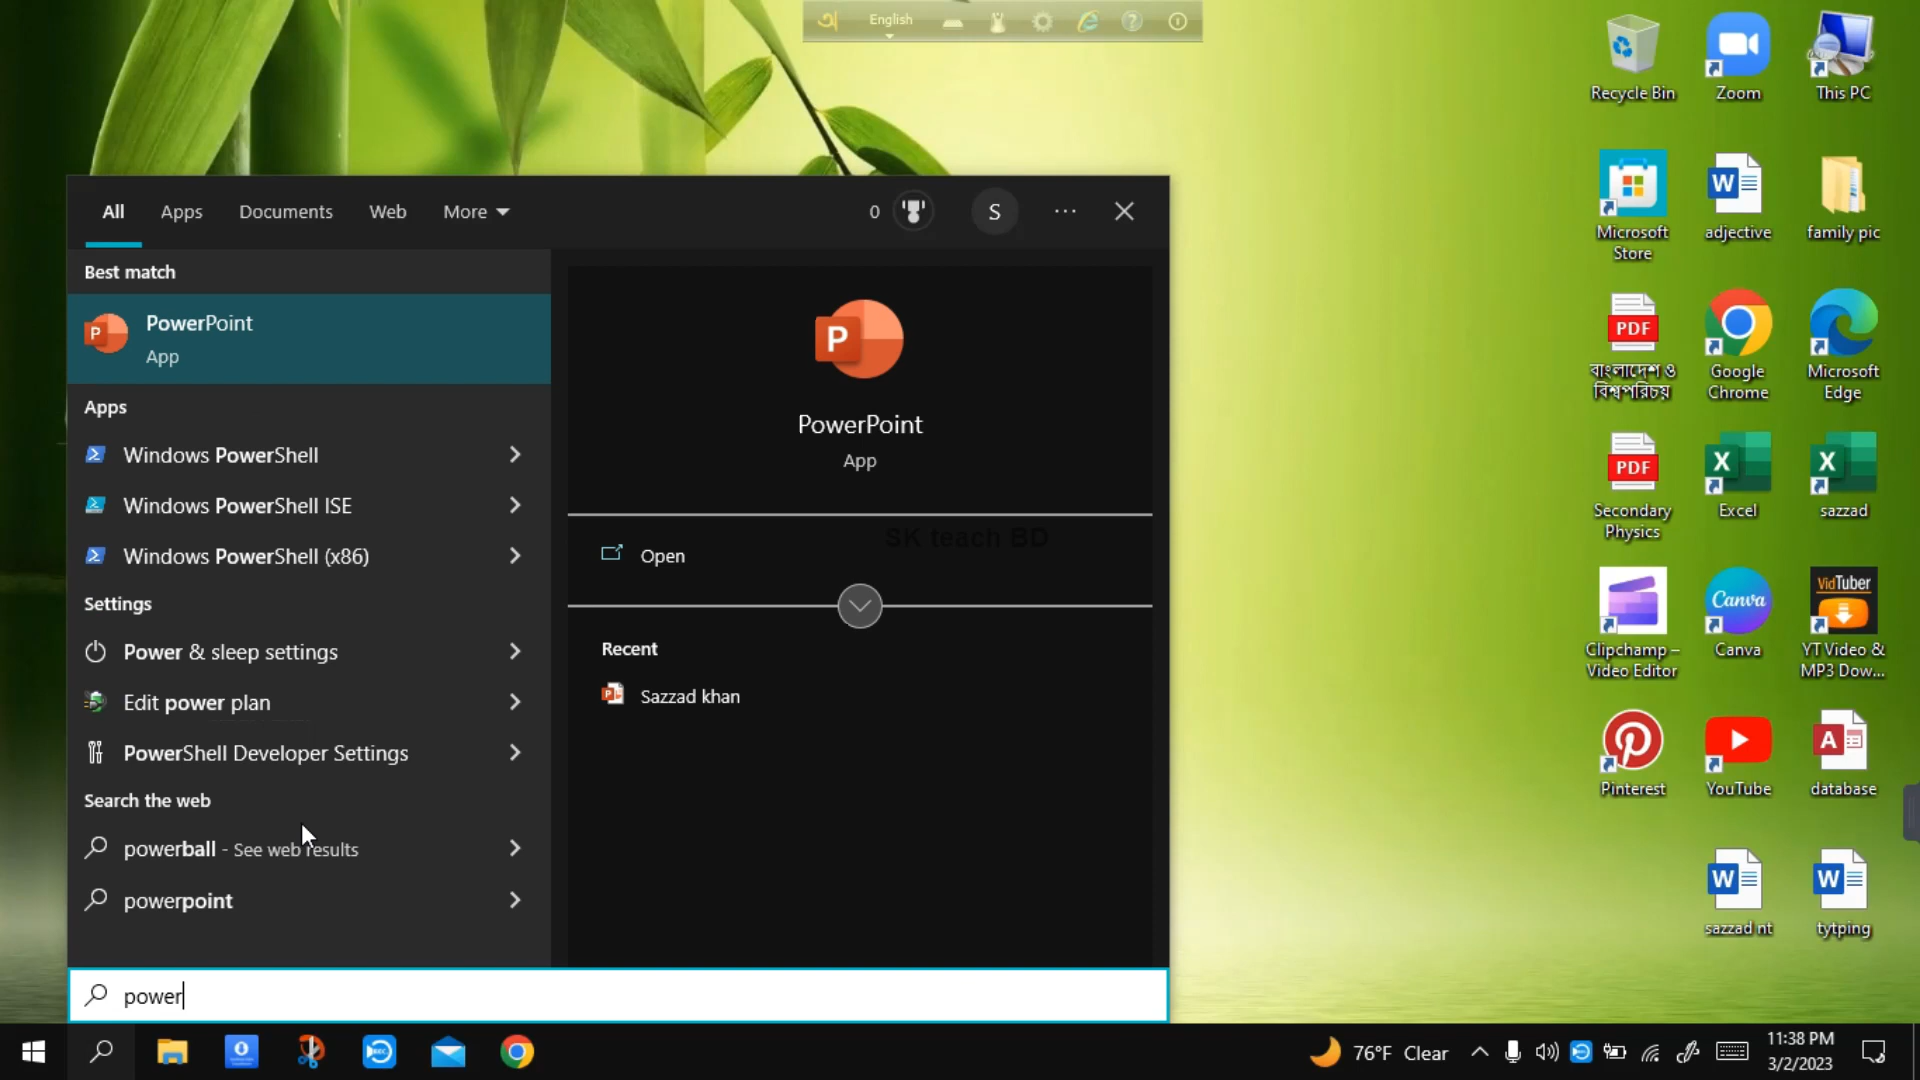 English
All
Apps
Documents
Web
More
0
S
Best match
PowerPoint
App
Apps
Windows PowerShell
Windows PowerShell ISE
Windows PowerShell (x86)
Settings
Power & sleep settings
Edit power plan
PowerShell Developer Settings
Search the web
powerball - See web results
powerpoint
power
P
PowerPoint
App
SK teach BD
Open
Recent
Sazzad khan
Recycle Bin
Zoom
This PC
Microsoft
Store
adjective
family pic
PDF
বাংলাদেশ ও
বিশ্বপরিচয়
Google
Chrome
Microsoft
Edge
PDF
Secondary
Physics
Excel
sazzad
Clipchamp –
Video Editor
Canva
Canva
VidTuber
YT Video &
MP3 Dow...
Pinterest
YouTube
database
sazzad nt
tytping
76°F Clear
11:38 PM
3/2/2023